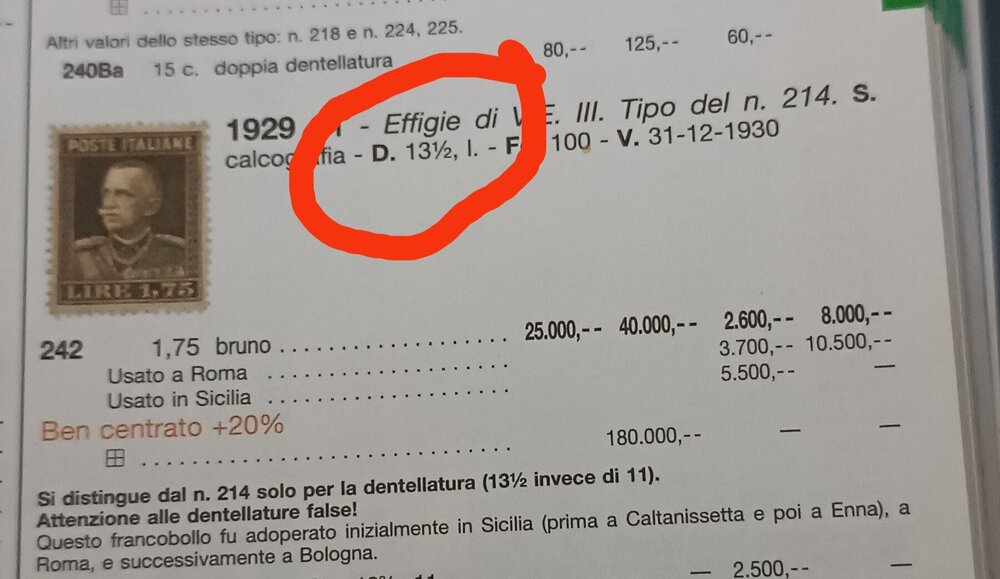 Altri valori dello stesso tipo: n. 218 e n. 224, 225.
240Ba 15 c. doppia dentellatura 80,-- 125,-- 60,--
1929 - Effigie di V.E. III. Tipo del n. 214. S.
calcografia - D. 13½, l. - F. 100 - V. 31-12-1930
POSTE ITALIANE
LIRE 1,75
242 1,75 bruno .................... 25.000,-- 40.000,-- 2.600,-- 8.000,--
Usato a Roma .................... 3.700,-- 10.500,--
Usato in Sicilia .................... 5.500,-- —
Ben centrato +20%
.................... 180.000,-- — —
Si distingue dal n. 214 solo per la dentellatura (13½ invece di 11).
Attenzione alle dentellature false!
Questo francobollo fu adoperato inizialmente in Sicilia (prima a Caltanissetta e poi a Enna), a
Roma, e successivamente a Bologna.
— 2.500,-- —